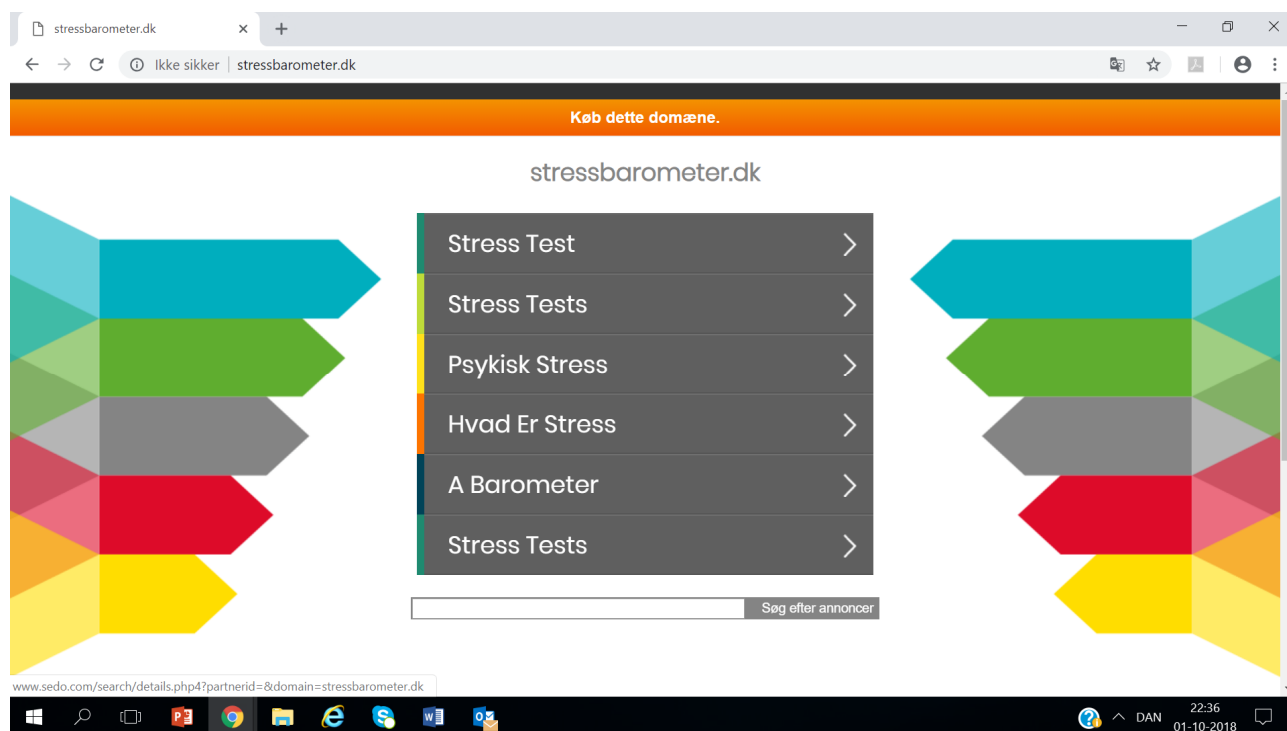 stressbarometer.dk
Ikke sikker | stressbarometer.dk
Køb dette domæne.
stressbarometer.dk
Stress Test
Stress Tests
Psykisk Stress
Hvad Er Stress
A Barometer
Stress Tests
Søg efter annoncer
www.sedo.com/search/details.php4?partnerid=&domain=stressbarometer.dk
DAN
22:36
01-10-2018